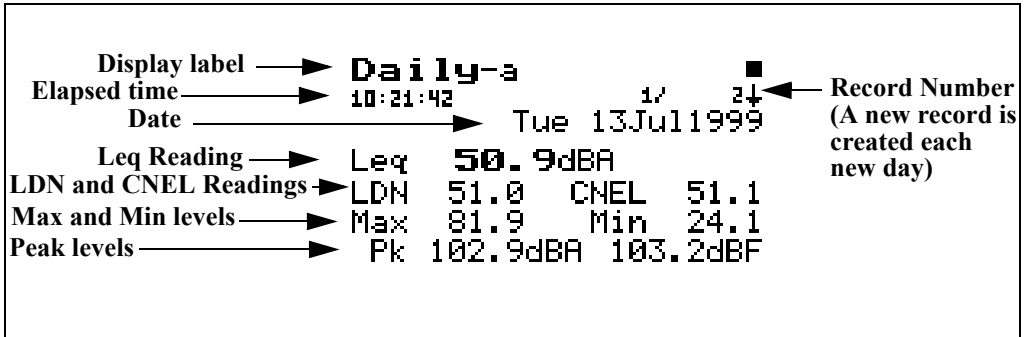 Display label Daily-a ■
Elapsed time 10:21:42 1/ 2↓ Record Number
Date Tue 13Jul1999 (A new record is
created each
Leq Reading Leq 50.9dBA new day)
LDN and CNEL Readings LDN 51.0 CNEL 51.1
Max and Min levels Max 81.9 Min 24.1
Peak levels Pk 102.9dBA 103.2dBF